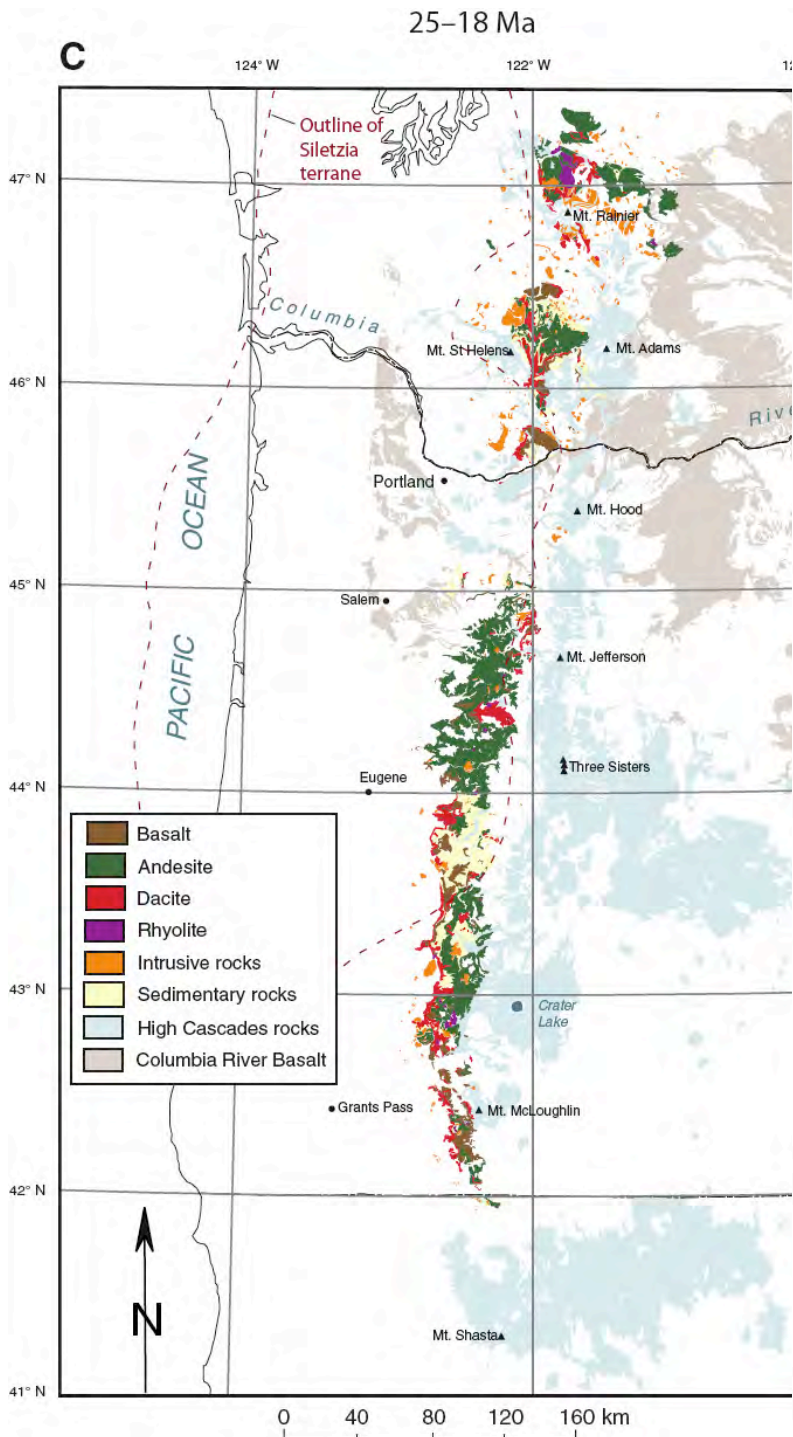 25–18 Ma
C
124° W
122° W
Outline of
Siletzia
terrane
47° N
Mt. Rainier
Columbia
Mt. St Helens
Mt. Adams
46° N
River
Portland
Mt. Hood
OCEAN
45° N
Salem
PACIFIC
Mt. Jefferson
Three Sisters
44° N
Eugene
Basalt
Andesite
Dacite
Rhyolite
Intrusive rocks
Sedimentary rocks
High Cascades rocks
Columbia River Basalt
43° N
Crater
Lake
Grants Pass
Mt. McLoughlin
42° N
N
Mt. Shasta
41° N
0 40 80 120 160 km